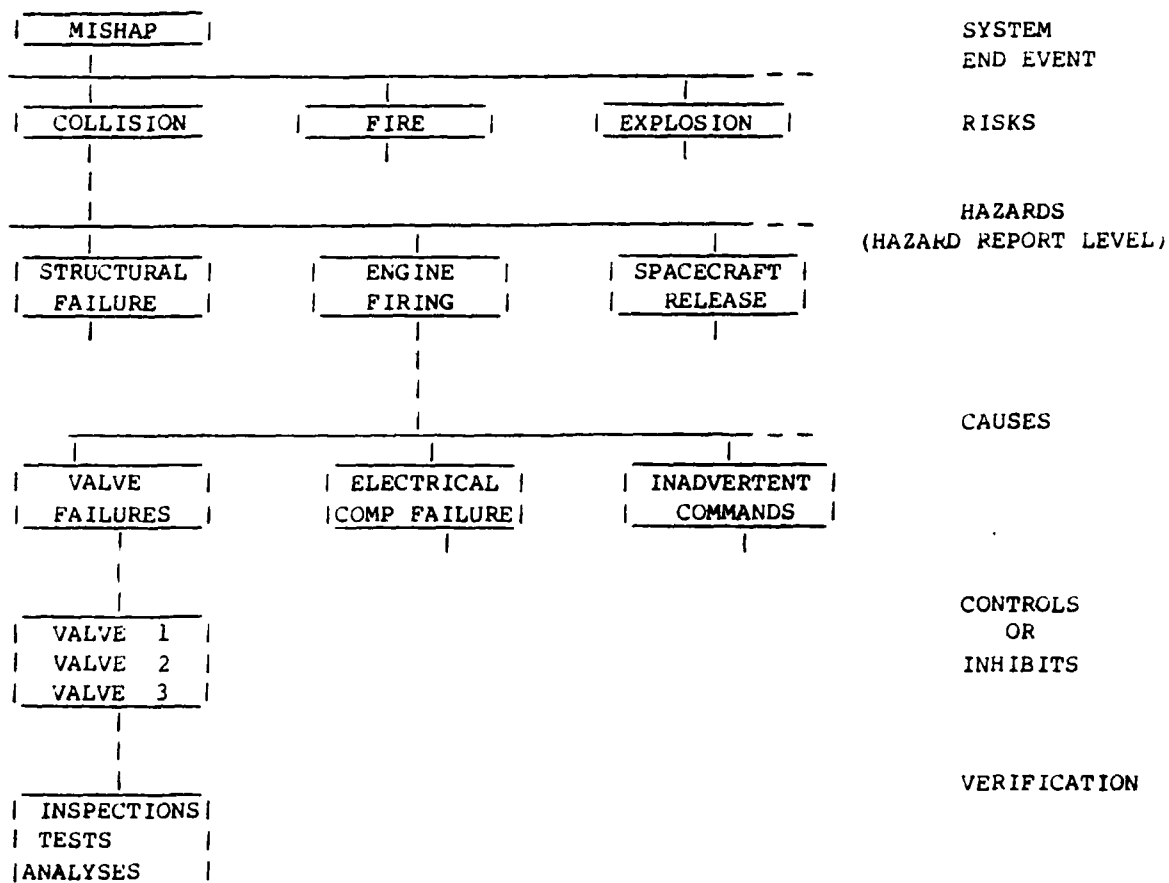 MISHAP
SYSTEM
END EVENT
COLLISION
FIRE
EXPLOSION
RISKS
HAZARDS
(HAZARD REPORT LEVEL)
STRUCTURAL
FAILURE
ENGINE
FIRING
SPACECRAFT
RELEASE
CAUSES
VALVE
FAILURES
ELECTRICAL
COMP FAILURE
INADVERTENT
COMMANDS
CONTROLS
OR
INHIBITS
VALVE 1
VALVE 2
VALVE 3
VERIFICATION
INSPECTIONS
TESTS
ANALYSES